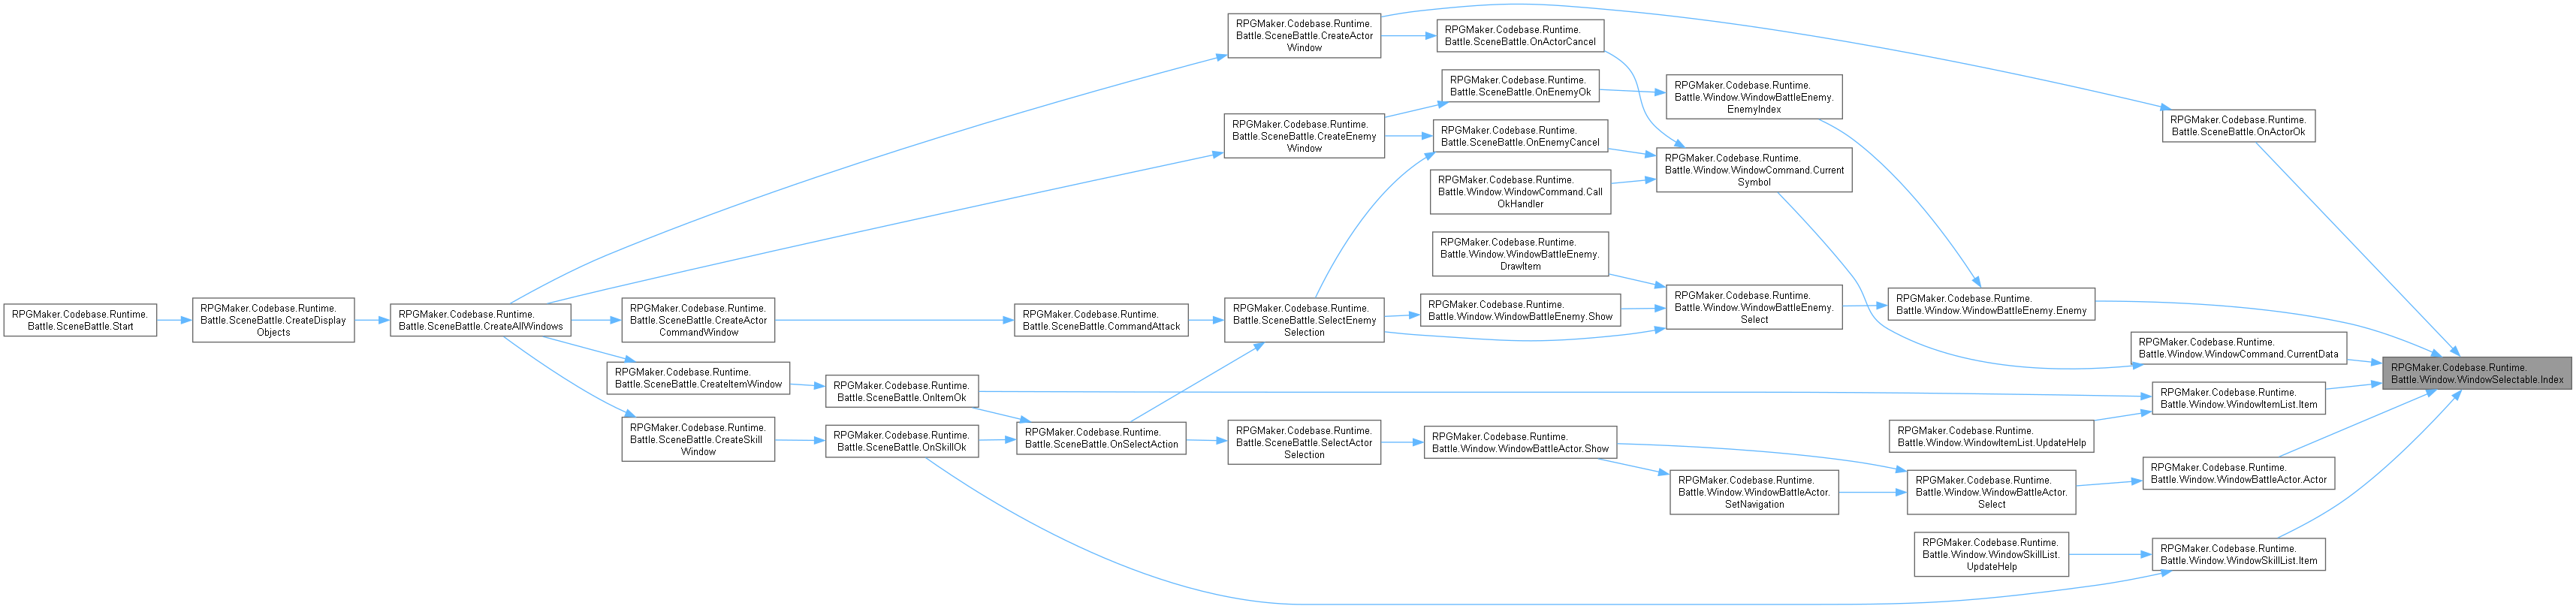 RPGMaker.Codebase.Runtime.
Battle.SceneBattle.CreateActor
Window
RPGMaker.Codebase.Runtime.
Battle.SceneBattle.OnActorCancel
RPGMaker.Codebase.Runtime.
Battle.SceneBattle.OnEnemyOk
RPGMaker.Codebase.Runtime.
Battle.Window.WindowBattleEnemy.
EnemyIndex
RPGMaker.Codebase.Runtime.
Battle.SceneBattle.OnActorOk
RPGMaker.Codebase.Runtime.
Battle.SceneBattle.CreateEnemy
Window
RPGMaker.Codebase.Runtime.
Battle.SceneBattle.OnEnemyCancel
RPGMaker.Codebase.Runtime.
Battle.Window.WindowCommand.Current
Symbol
RPGMaker.Codebase.Runtime.
Battle.Window.WindowCommand.Call
OkHandler
RPGMaker.Codebase.Runtime.
Battle.Window.WindowBattleEnemy.
DrawItem
RPGMaker.Codebase.Runtime.
Battle.SceneBattle.Start
RPGMaker.Codebase.Runtime.
Battle.SceneBattle.CreateDisplay
Objects
RPGMaker.Codebase.Runtime.
Battle.SceneBattle.CreateAllWindows
RPGMaker.Codebase.Runtime.
Battle.SceneBattle.CreateActor
CommandWindow
RPGMaker.Codebase.Runtime.
Battle.SceneBattle.CommandAttack
RPGMaker.Codebase.Runtime.
Battle.SceneBattle.SelectEnemy
Selection
RPGMaker.Codebase.Runtime.
Battle.Window.WindowBattleEnemy.Show
RPGMaker.Codebase.Runtime.
Battle.Window.WindowBattleEnemy.
Select
RPGMaker.Codebase.Runtime.
Battle.Window.WindowBattleEnemy.Enemy
RPGMaker.Codebase.Runtime.
Battle.Window.WindowCommand.CurrentData
RPGMaker.Codebase.Runtime.
Battle.Window.WindowSelectable.Index
RPGMaker.Codebase.Runtime.
Battle.SceneBattle.CreateItemWindow
RPGMaker.Codebase.Runtime.
Battle.SceneBattle.OnItemOk
RPGMaker.Codebase.Runtime.
Battle.Window.WindowItemList.Item
RPGMaker.Codebase.Runtime.
Battle.SceneBattle.CreateSkill
Window
RPGMaker.Codebase.Runtime.
Battle.SceneBattle.OnSkillOk
RPGMaker.Codebase.Runtime.
Battle.SceneBattle.OnSelectAction
RPGMaker.Codebase.Runtime.
Battle.SceneBattle.SelectActor
Selection
RPGMaker.Codebase.Runtime.
Battle.Window.WindowBattleActor.Show
RPGMaker.Codebase.Runtime.
Battle.Window.WindowItemList.UpdateHelp
RPGMaker.Codebase.Runtime.
Battle.Window.WindowBattleActor.
SetNavigation
RPGMaker.Codebase.Runtime.
Battle.Window.WindowBattleActor.
Select
RPGMaker.Codebase.Runtime.
Battle.Window.WindowBattleActor.Actor
RPGMaker.Codebase.Runtime.
Battle.Window.WindowSkillList.
UpdateHelp
RPGMaker.Codebase.Runtime.
Battle.Window.WindowSkillList.Item